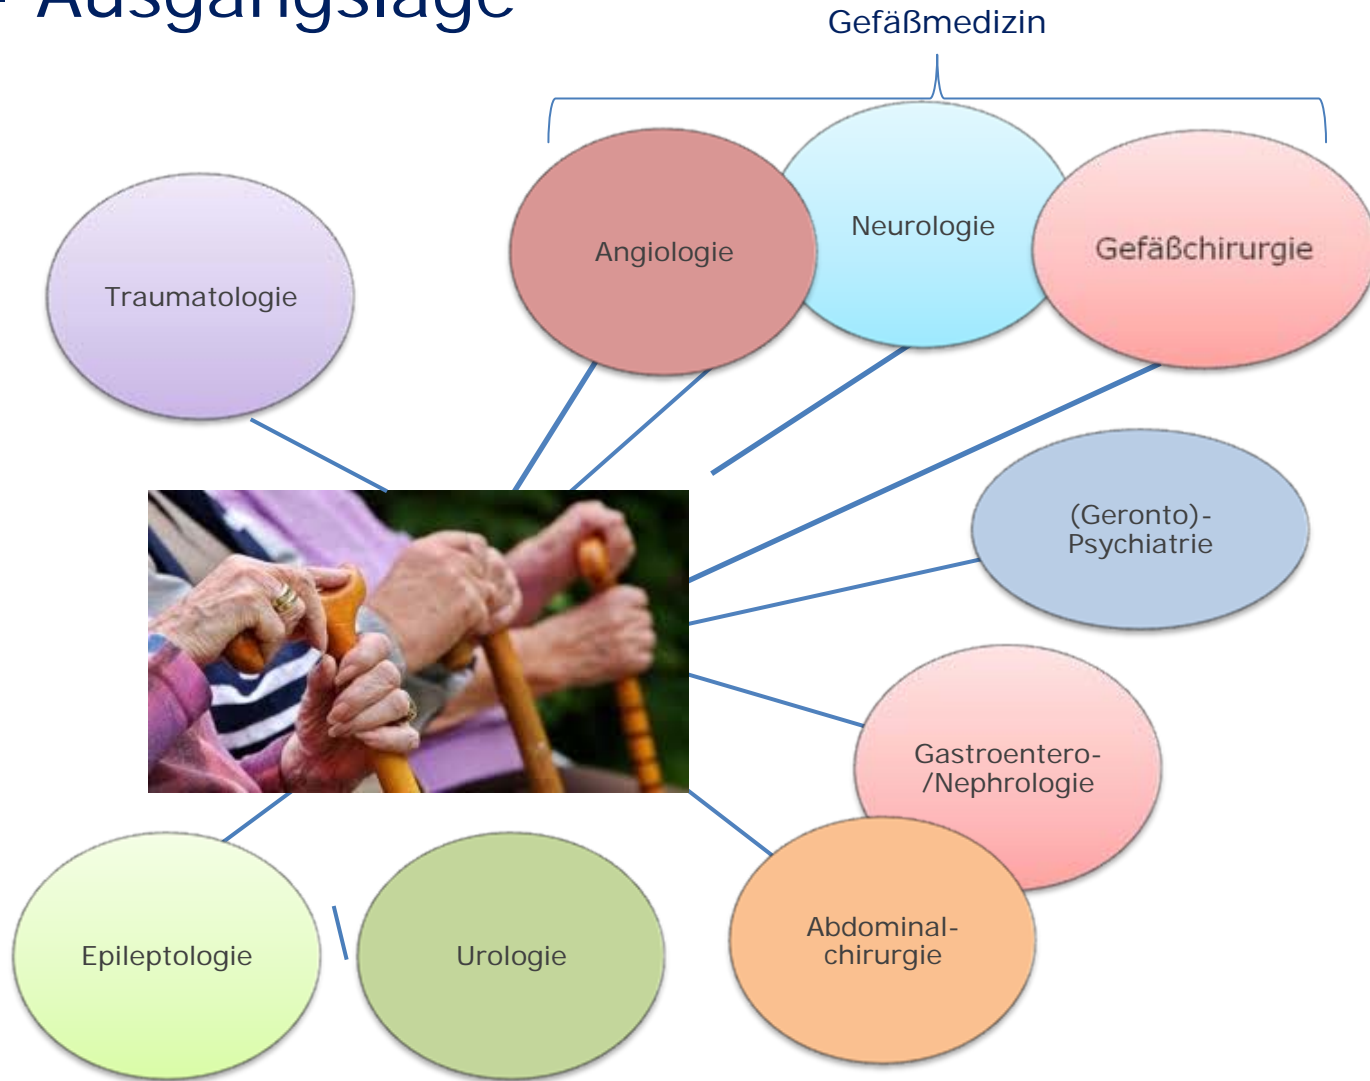 - Ausgangslage
Gefäßmedizin
Neurologie
Angiologie
Gefäßchirurgie
Traumatologie
(Geronto)-
Psychiatrie
Gastroentero-
/Nephrologie
Abdominal-
chirurgie
Epileptologie
Urologie